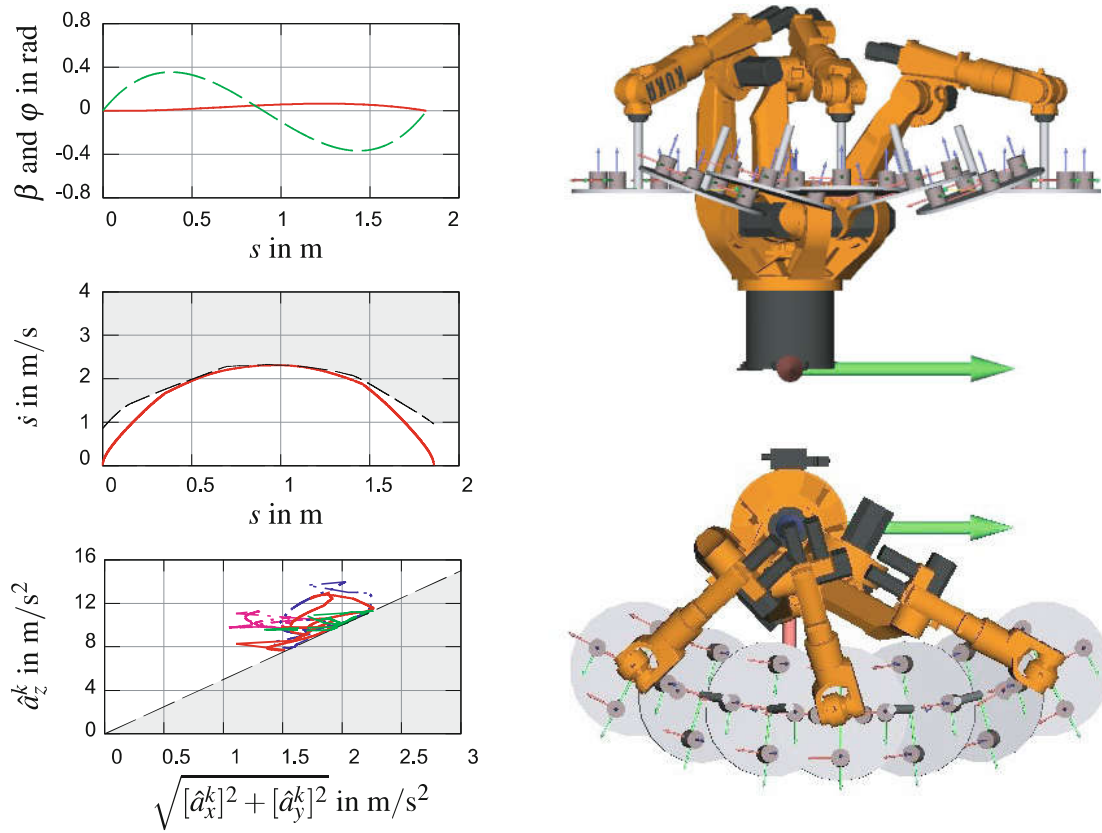 0.8
0.4
0
-0.4
-0.8
β and φ in rad
0 0.5 1 1.5 2
s in m
4
3
2
1
0
ṡ in m/s
0 0.5 1 1.5 2
s in m
16
12
8
4
0
â_z^k in m/s²
0 1 1.5 2 2.5 3
√([â_x^k]² + [â_y^k]²) in m/s²
KUKA